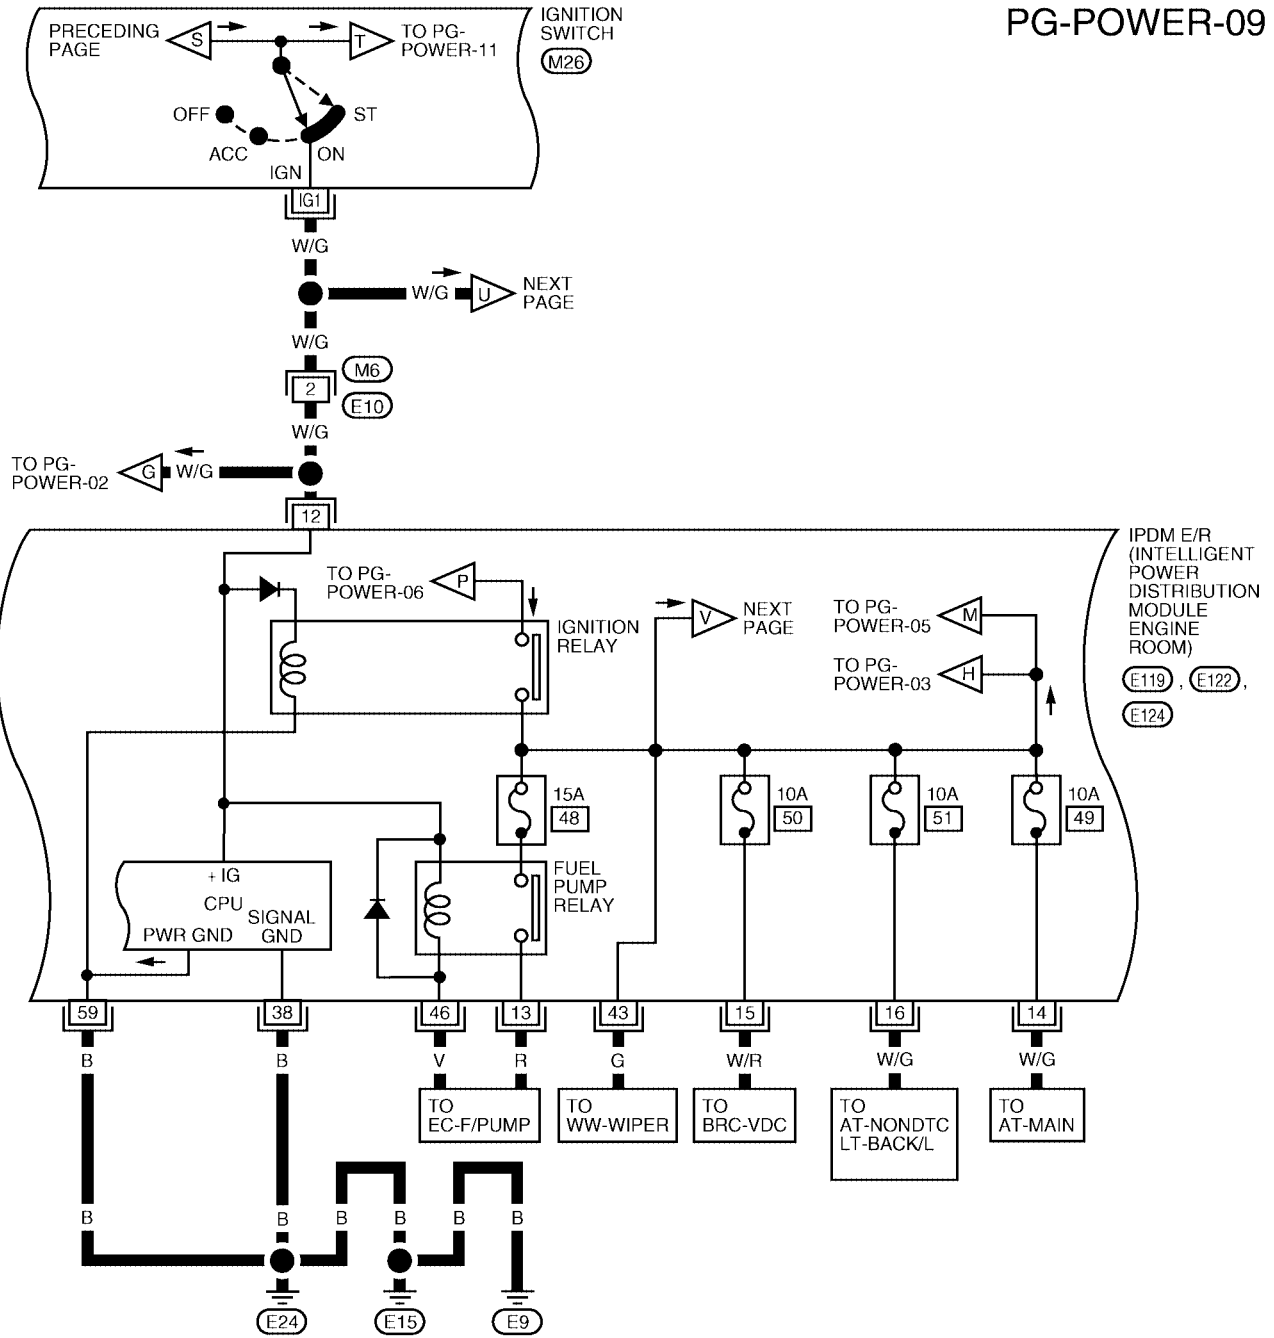 PG-POWER-09
IGNITION
SWITCH
M26
PRECEDING
PAGE
S
T
TO PG-
POWER-11
OFF
ST
ACC
ON
IGN
IG1
W/G
W/G
U
NEXT
PAGE
W/G
2
M6
E10
W/G
TO PG-
POWER-02
G
W/G
12
IPDM E/R
(INTELLIGENT
POWER
DISTRIBUTION
MODULE
ENGINE
ROOM)
E119 , E122 ,
E124
TO PG-
POWER-06
P
IGNITION
RELAY
V
NEXT
PAGE
TO PG-
POWER-05
M
TO PG-
POWER-03
H
15A
48
10A
50
10A
51
10A
49
FUEL
PUMP
RELAY
+ IG
CPU
SIGNAL
GND
PWR GND
59
38
46
13
43
15
16
14
B
B
V
R
G
W/R
W/G
W/G
TO
EC-F/PUMP
TO
WW-WIPER
TO
BRC-VDC
TO
AT-NONDTC
LT-BACK/L
TO
AT-MAIN
B
B
B
B
B
B
E24
E15
E9